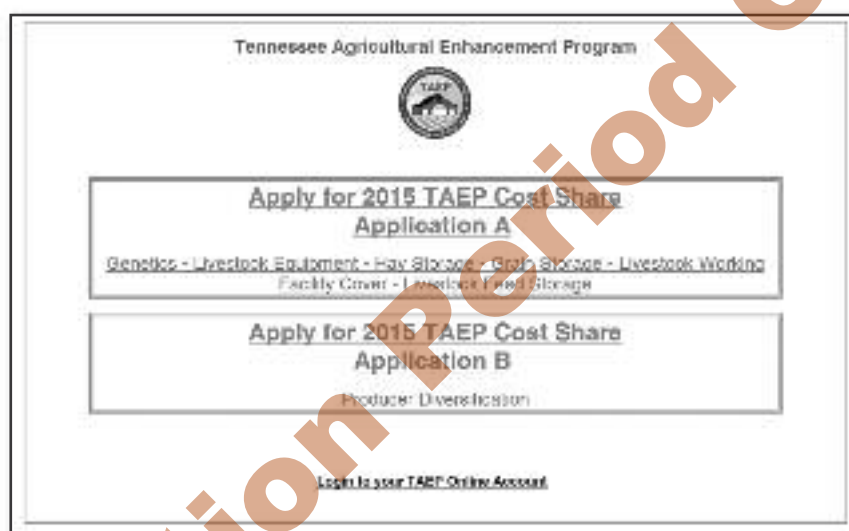 Tennessee Agricultural Enhancement Program
TAEP
Apply for 2015 TAEP Cost Share
Application A
Genetics - Livestock Equipment - Hay Storage - Grain Storage - Livestock Working
Facility Cover - Livestock Feed Storage
Apply for 2015 TAEP Cost Share
Application B
Producer Diversification
Login to your TAEP Online Account
tion Period